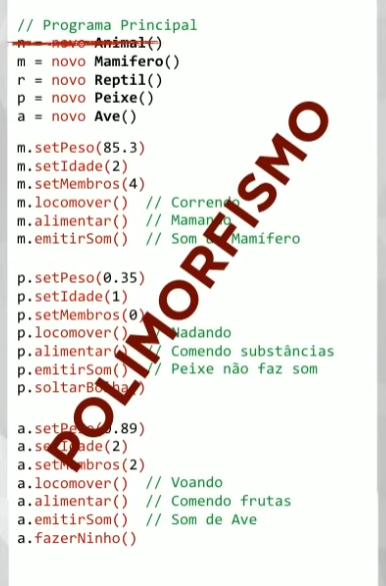 // Programa Principal
n = novo Animal()
m = novo Mamifero()
r = novo Reptil()
p = novo Peixe()
a = novo Ave()
m.setPeso(85.3)
m.setIdade(2)
m.setMembros(4)
m.locomover() // Correndo
m.alimentar() // Mamando
m.emitirSom() // Som de Mamífero
p.setPeso(0.35)
p.setIdade(1)
p.setMembros(0)
p.locomover() // Nadando
p.alimentar() // Comendo substâncias
p.emitirSom() // Peixe não faz som
p.soltarBolha()
a.setPeso(0.89)
a.setIdade(2)
a.setMembros(2)
a.locomover() // Voando
a.alimentar() // Comendo frutas
a.emitirSom() // Som de Ave
a.fazerNinho()
POLIMORFISMO